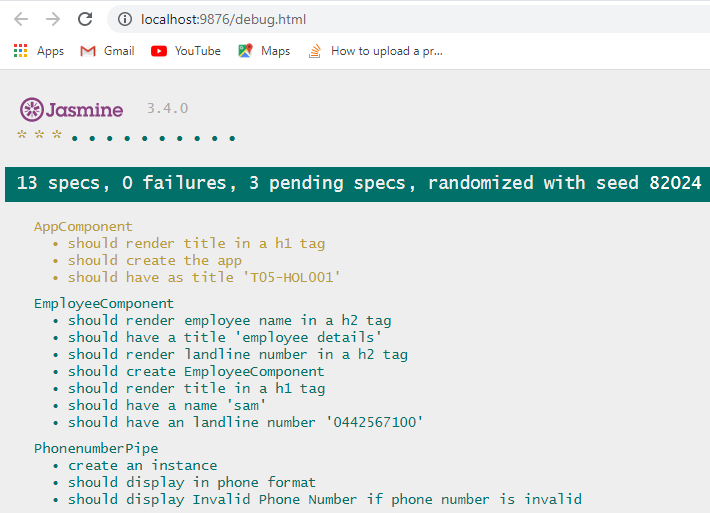 localhost:9876/debug.html
Apps Gmail YouTube Maps How to upload a pr...
Jasmine 3.4.0
* * * • • • • • • • • • •
13 specs, 0 failures, 3 pending specs, randomized with seed 82024
AppComponent
• should render title in a h1 tag
• should create the app
• should have as title 'T05-HOL001'
EmployeeComponent
• should render employee name in a h2 tag
• should have a title 'employee details'
• should render landline number in a h2 tag
• should create EmployeeComponent
• should render title in a h1 tag
• should have a name 'sam'
• should have an landline number '0442567100'
PhonenumberPipe
• create an instance
• should display in phone format
• should display Invalid Phone Number if phone number is invalid